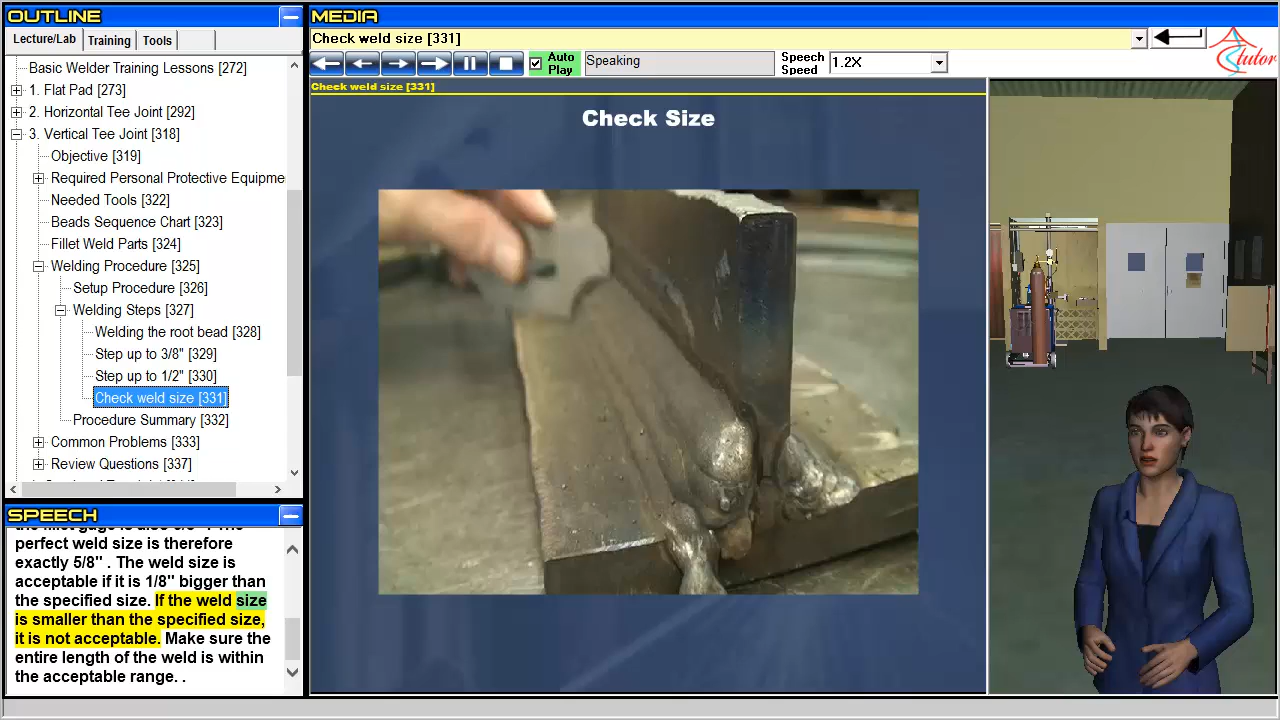 OUTLINE
Lecture/Lab
Training
Tools
Basic Welder Training Lessons [272]
1. Flat Pad [273]
2. Horizontal Tee Joint [292]
3. Vertical Tee Joint [318]
Objective [319]
Required Personal Protective Equipme
Needed Tools [322]
Beads Sequence Chart [323]
Fillet Weld Parts [324]
Welding Procedure [325]
Setup Procedure [326]
Welding Steps [327]
Welding the root bead [328]
Step up to 3/8" [329]
Step up to 1/2" [330]
Check weld size [331]
Procedure Summary [332]
Common Problems [333]
Review Questions [337]
SPEECH
perfect weld size is therefore
exactly 5/8" . The weld size is
acceptable if it is 1/8" bigger than
the specified size. If the weld size
is smaller than the specified size,
it is not acceptable. Make sure the
entire length of the weld is within
the acceptable range. .
MEDIA
Check weld size [331]
Auto
Play
Speaking
Speech
Speed
1.2X
tutor
Check weld size [331]
Check Size